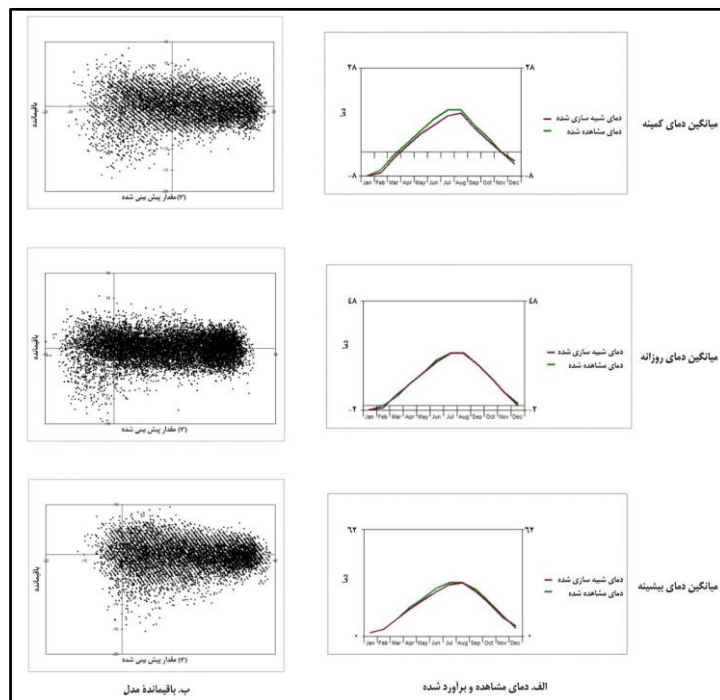 میانگین دمای کمینه
۲۸
۲۸
دما
دمای شبیه سازی شده
دمای مشاهده شده
-۸
-۸
Jan Feb Mar Apr May Jun Jul Aug Sep Oct Nov Dec
باقیمانده
(۳) مقدار پیش بینی شده
میانگین دمای روزانه
۴۸
۴۸
دما
دمای شبیه سازی شده
دمای مشاهده شده
-۲
-۲
Jan Feb Mar Apr May Jun Jul Aug Sep Oct Nov Dec
باقیمانده
(۳) مقدار پیش بینی شده
میانگین دمای بیشینه
۶۲
۶۲
دما
دمای شبیه سازی شده
دمای مشاهده شده
Jan Feb Mar Apr May Jun Jul Aug Sep Oct Nov Dec
باقیمانده
(۳) مقدار پیش بینی شده
الف. دمای مشاهده و برآورد شده
ب. باقیماندهٔ مدل